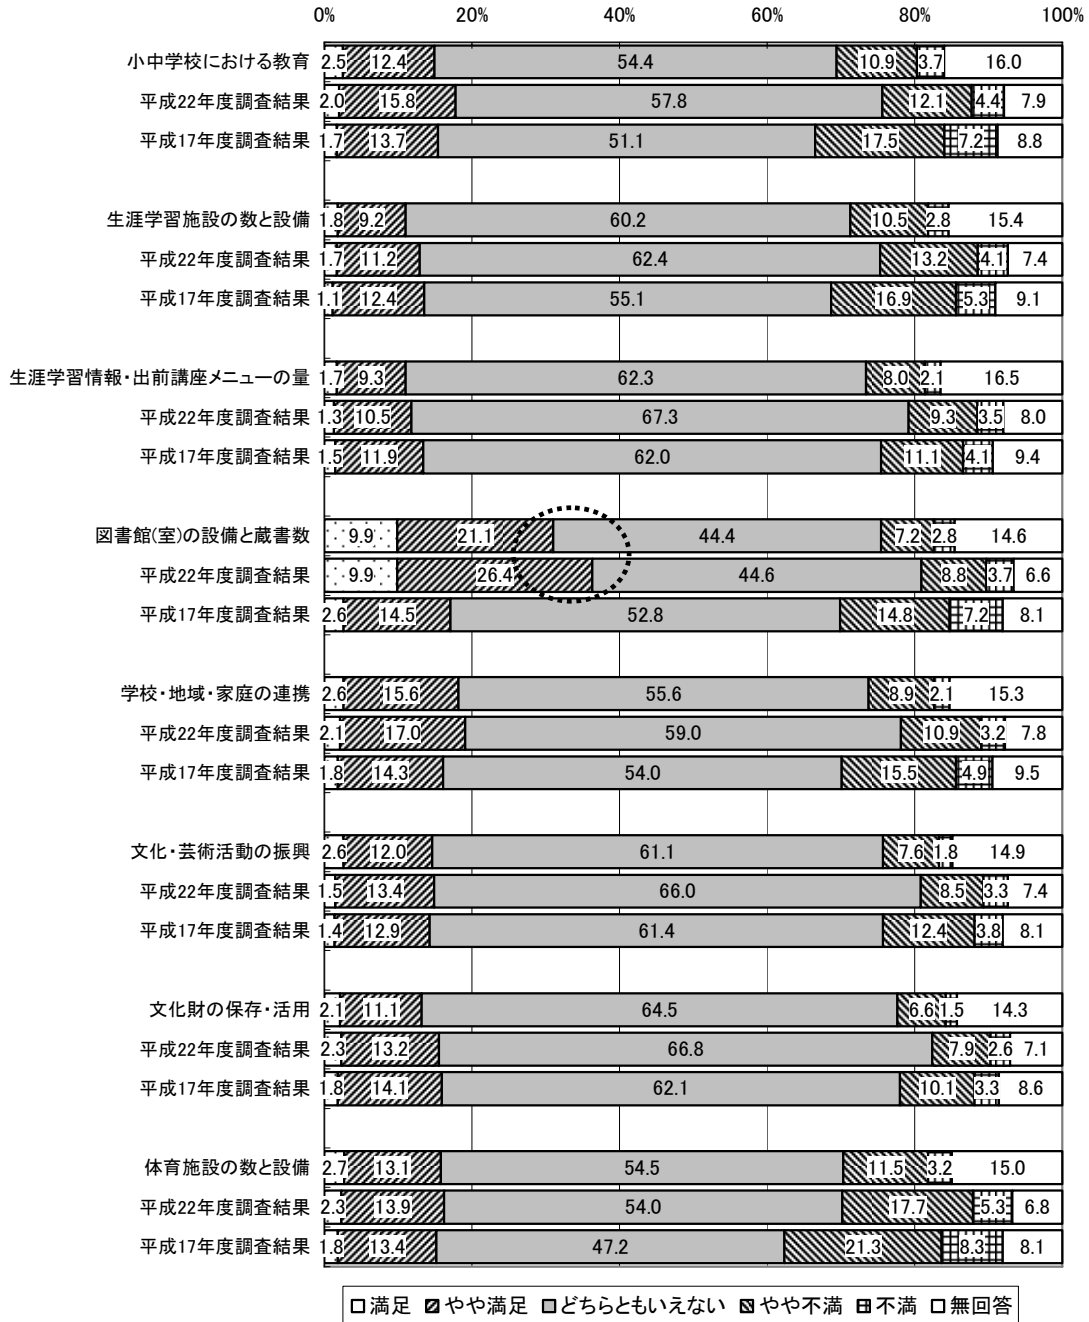 0% 20% 40% 60% 80% 100%
小中学校における教育 2.5 12.4 54.4 10.9 3.7 16.0
平成22年度調査結果 2.0 15.8 57.8 12.1 4.4 7.9
平成17年度調査結果 1.7 13.7 51.1 17.5 7.2 8.8
生涯学習施設の数と設備 1.8 9.2 60.2 10.5 2.8 15.4
平成22年度調査結果 1.7 11.2 62.4 13.2 4.1 7.4
平成17年度調査結果 1.1 12.4 55.1 16.9 5.3 9.1
生涯学習情報・出前講座メニューの量 1.7 9.3 62.3 8.0 2.1 16.5
平成22年度調査結果 1.3 10.5 67.3 9.3 3.5 8.0
平成17年度調査結果 1.5 11.9 62.0 11.1 4.1 9.4
図書館(室)の設備と蔵書数 9.9 21.1 44.4 7.2 2.8 14.6
平成22年度調査結果 9.9 26.4 44.6 8.8 3.7 6.6
平成17年度調査結果 2.6 14.5 52.8 14.8 7.2 8.1
学校・地域・家庭の連携 2.6 15.6 55.6 8.9 2.1 15.3
平成22年度調査結果 2.1 17.0 59.0 10.9 3.2 7.8
平成17年度調査結果 1.8 14.3 54.0 15.5 4.9 9.5
文化・芸術活動の振興 2.6 12.0 61.1 7.6 1.8 14.9
平成22年度調査結果 1.5 13.4 66.0 8.5 3.3 7.4
平成17年度調査結果 1.4 12.9 61.4 12.4 3.8 8.1
文化財の保存・活用 2.1 11.1 64.5 6.6 1.5 14.3
平成22年度調査結果 2.3 13.2 66.8 7.9 2.6 7.1
平成17年度調査結果 1.8 14.1 62.1 10.1 3.3 8.6
体育施設の数と設備 2.7 13.1 54.5 11.5 3.2 15.0
平成22年度調査結果 2.3 13.9 54.0 17.7 5.3 6.8
平成17年度調査結果 1.8 13.4 47.2 21.3 8.3 8.1
満足 やや満足 どちらともいえない やや不満 不満 無回答